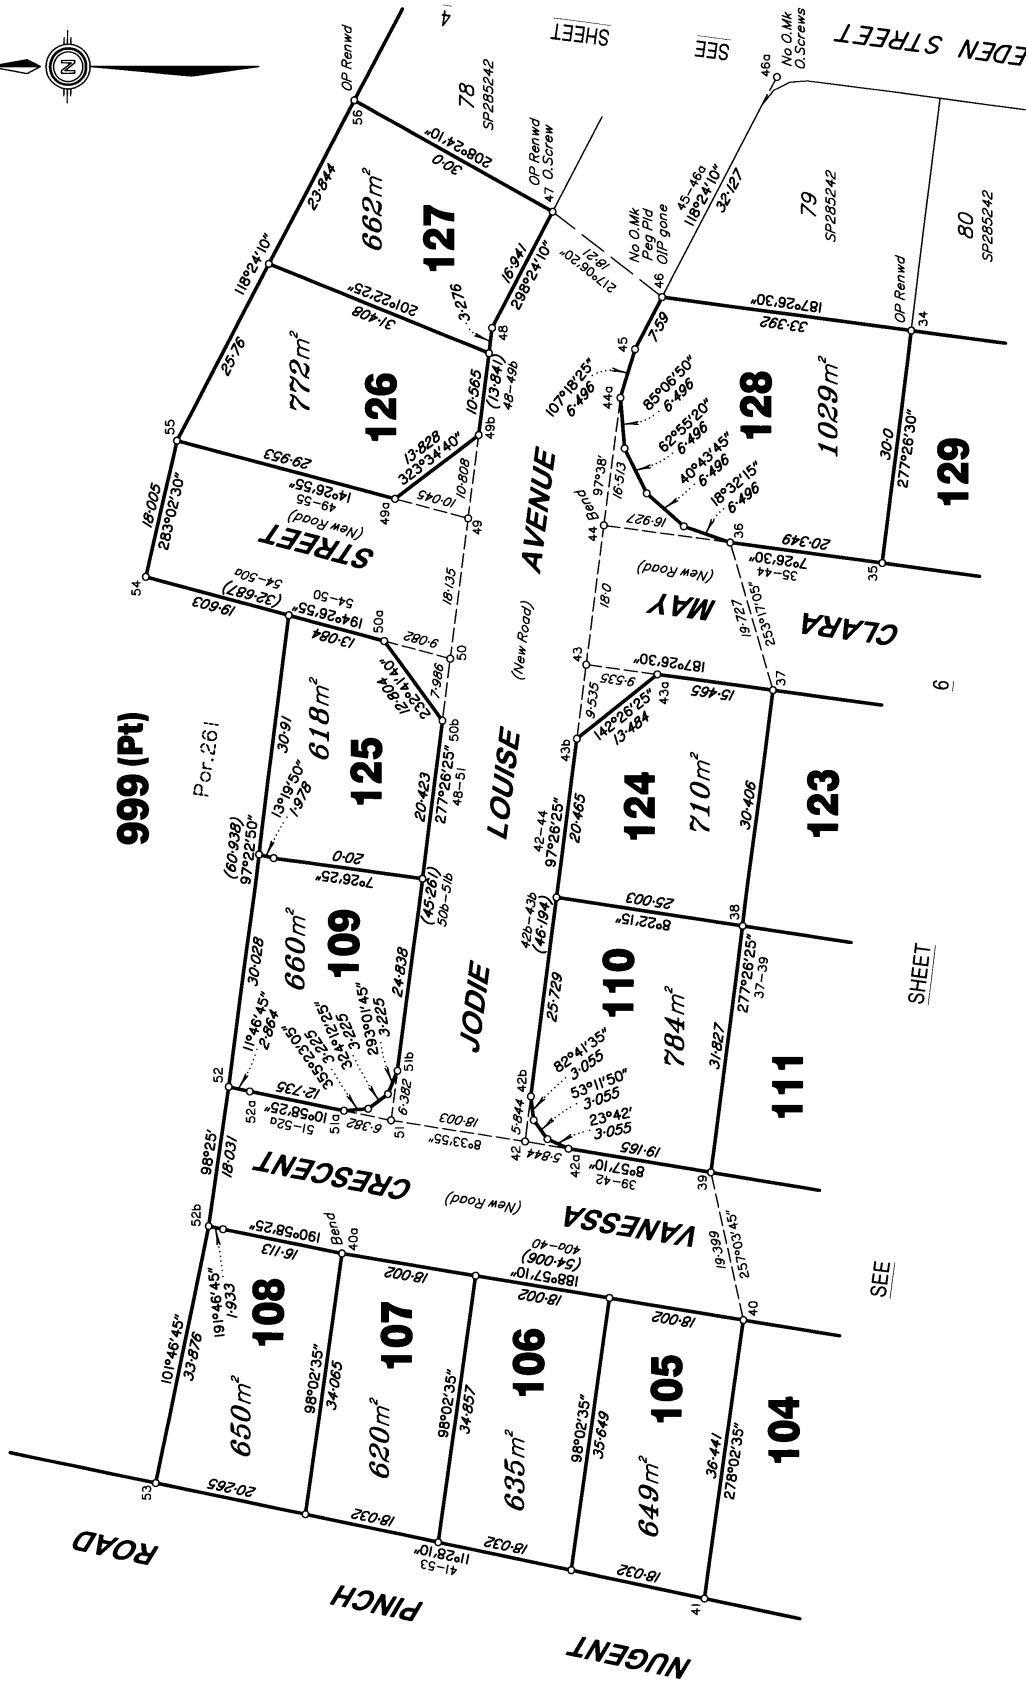 N
OP Renwd
56
4
SHEET
SEE
EDEN STREET
78
SP285242
OP Renwd
O.Screw
47
208°24'10"
30·0
23·844
662m²
127
118°24'10"
201°22'25"
31·408
3·276
16·941
298°24'10"
48
217°06'20"
18·21
No O.Mk
Peg Pld
OIP gone
46
45-46a
118°24'10"
32·127
46a
No O.Mk
O.Screws
79
SP285242
80
SP285242
OP Renwd
34
25·76
772m²
126
55
29·953
14°26'55"
49-55
(New Road)
49a
13·828
323°34'40"
10·565
(13·841)
48-49b
49b
10·808
10·045
49
STREET
18·005
283°02'30"
54
19·603
(32·687)
54-50a
194°26'55"
54-50
13·084
50a
9·082
50
18·135
7·986
50b
12·804
232°41'40"
AVENUE
(New Road)
LOUISE
JODIE
7·59
45
107°18'25"
6·496
44a
85°06'50"
6·496
62°55'20"
6·496
40°43'45"
6·496
18°32'15"
6·496
128
1029m²
187°26'30"
33·392
30·0
277°26'30"
129
97°38'
16·513
44 Bend
16·927
36
20·349
7°26'30"
35-44
35
(New Road)
MAY
CLARA
18·0
43
9·535
9·535
43a
187°26'30"
15·465
19·727
253°17'05"
37
43b
142°26'25"
13·484
6
999 (Pt)
Por.261
30·91
618m²
125
13°19'50"
1·978
(60·938)
97°22'50"
20·423
277°26'25"
48-51
20·0
7°26'25"
(45·261)
50b-51b
42-44
97°26'25"
20·465
124
710m²
30·406
123
42b-43b
(46·194)
25·003
8°22'15"
38
30·028
660m²
109
24·838
11°46'45"
2·864
355°23'05"
3·225
324°12'25"
3·225
293°01'45"
3·225
52
52a
12·735
10°58'25"
51-52a
51a
6·382
51
6·382
51b
18·003
8°33'55"
25·729
110
784m²
82°41'35"
3·055
53°11'50"
3·055
23°42'
3·055
42b
5·844
42
5·844
42a
19·165
8°57'10"
39-42
31·827
277°26'25"
37-39
111
39
SHEET
SEE
98°25'
18·031
CRESCENT
(New Road)
VANESSA
19·399
257°03'45"
52b
190°58'25"
16·113
Bend
40a
191°46'45"
1·933
18·002
(54·006)
40a-40
188°57'10"
18·002
18·002
40
101°46'45"
33·876
108
650m²
98°02'35"
34·065
107
620m²
98°02'35"
34·857
106
635m²
98°02'35"
35·649
105
649m²
36·441
278°02'35"
104
53
20·265
18·032
11°28'10"
41-53
18·032
18·032
41
ROAD
PINCH
NUGENT